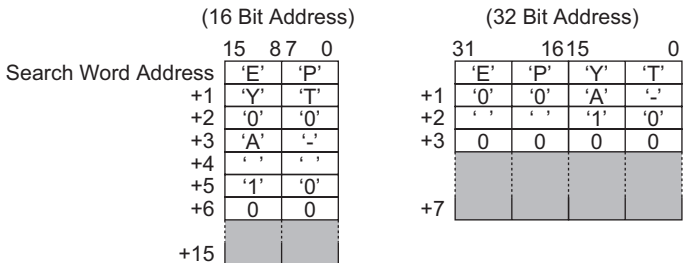 (16 Bit Address) (32 Bit Address)
15 8 7 0 31 16 15 0
Search Word Address 'E' 'P' 'E' 'P' 'Y' 'T'
+1 'Y' 'T' +1 '0' '0' 'A' '-'
+2 '0' '0' +2 ' ' ' ' '1' '0'
+3 'A' '-' +3 0 0 0 0
+4 ' ' ' '
+5 '1' '0'
+6 0 0 +7
+15